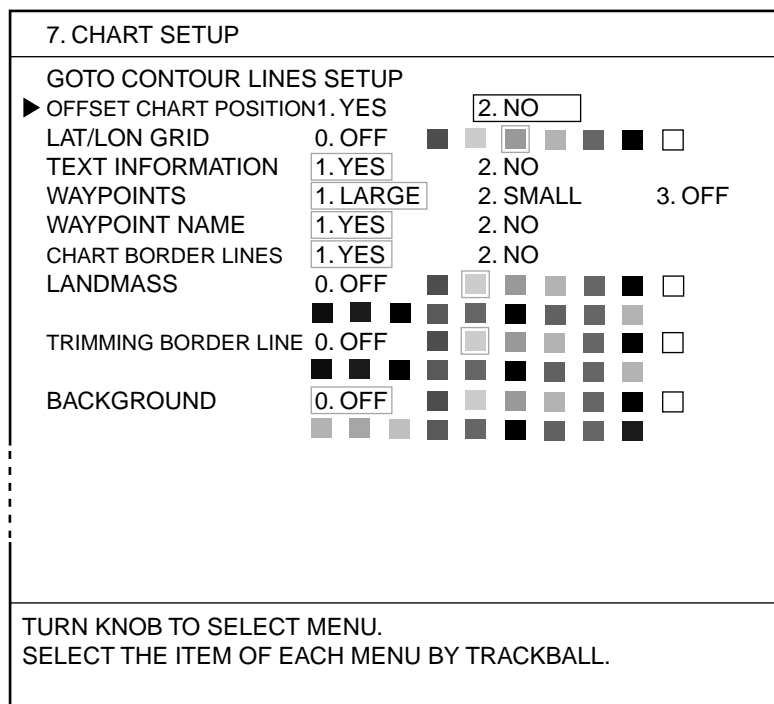 7. CHART SETUP
GOTO CONTOUR LINES SETUP
OFFSET CHART POSITION 1. YES 2. NO
LAT/LON GRID 0. OFF
TEXT INFORMATION 1. YES 2. NO
WAYPOINTS 1. LARGE 2. SMALL 3. OFF
WAYPOINT NAME 1. YES 2. NO
CHART BORDER LINES 1. YES 2. NO
LANDMASS 0. OFF
TRIMMING BORDER LINE 0. OFF
BACKGROUND 0. OFF
TURN KNOB TO SELECT MENU.
SELECT THE ITEM OF EACH MENU BY TRACKBALL.